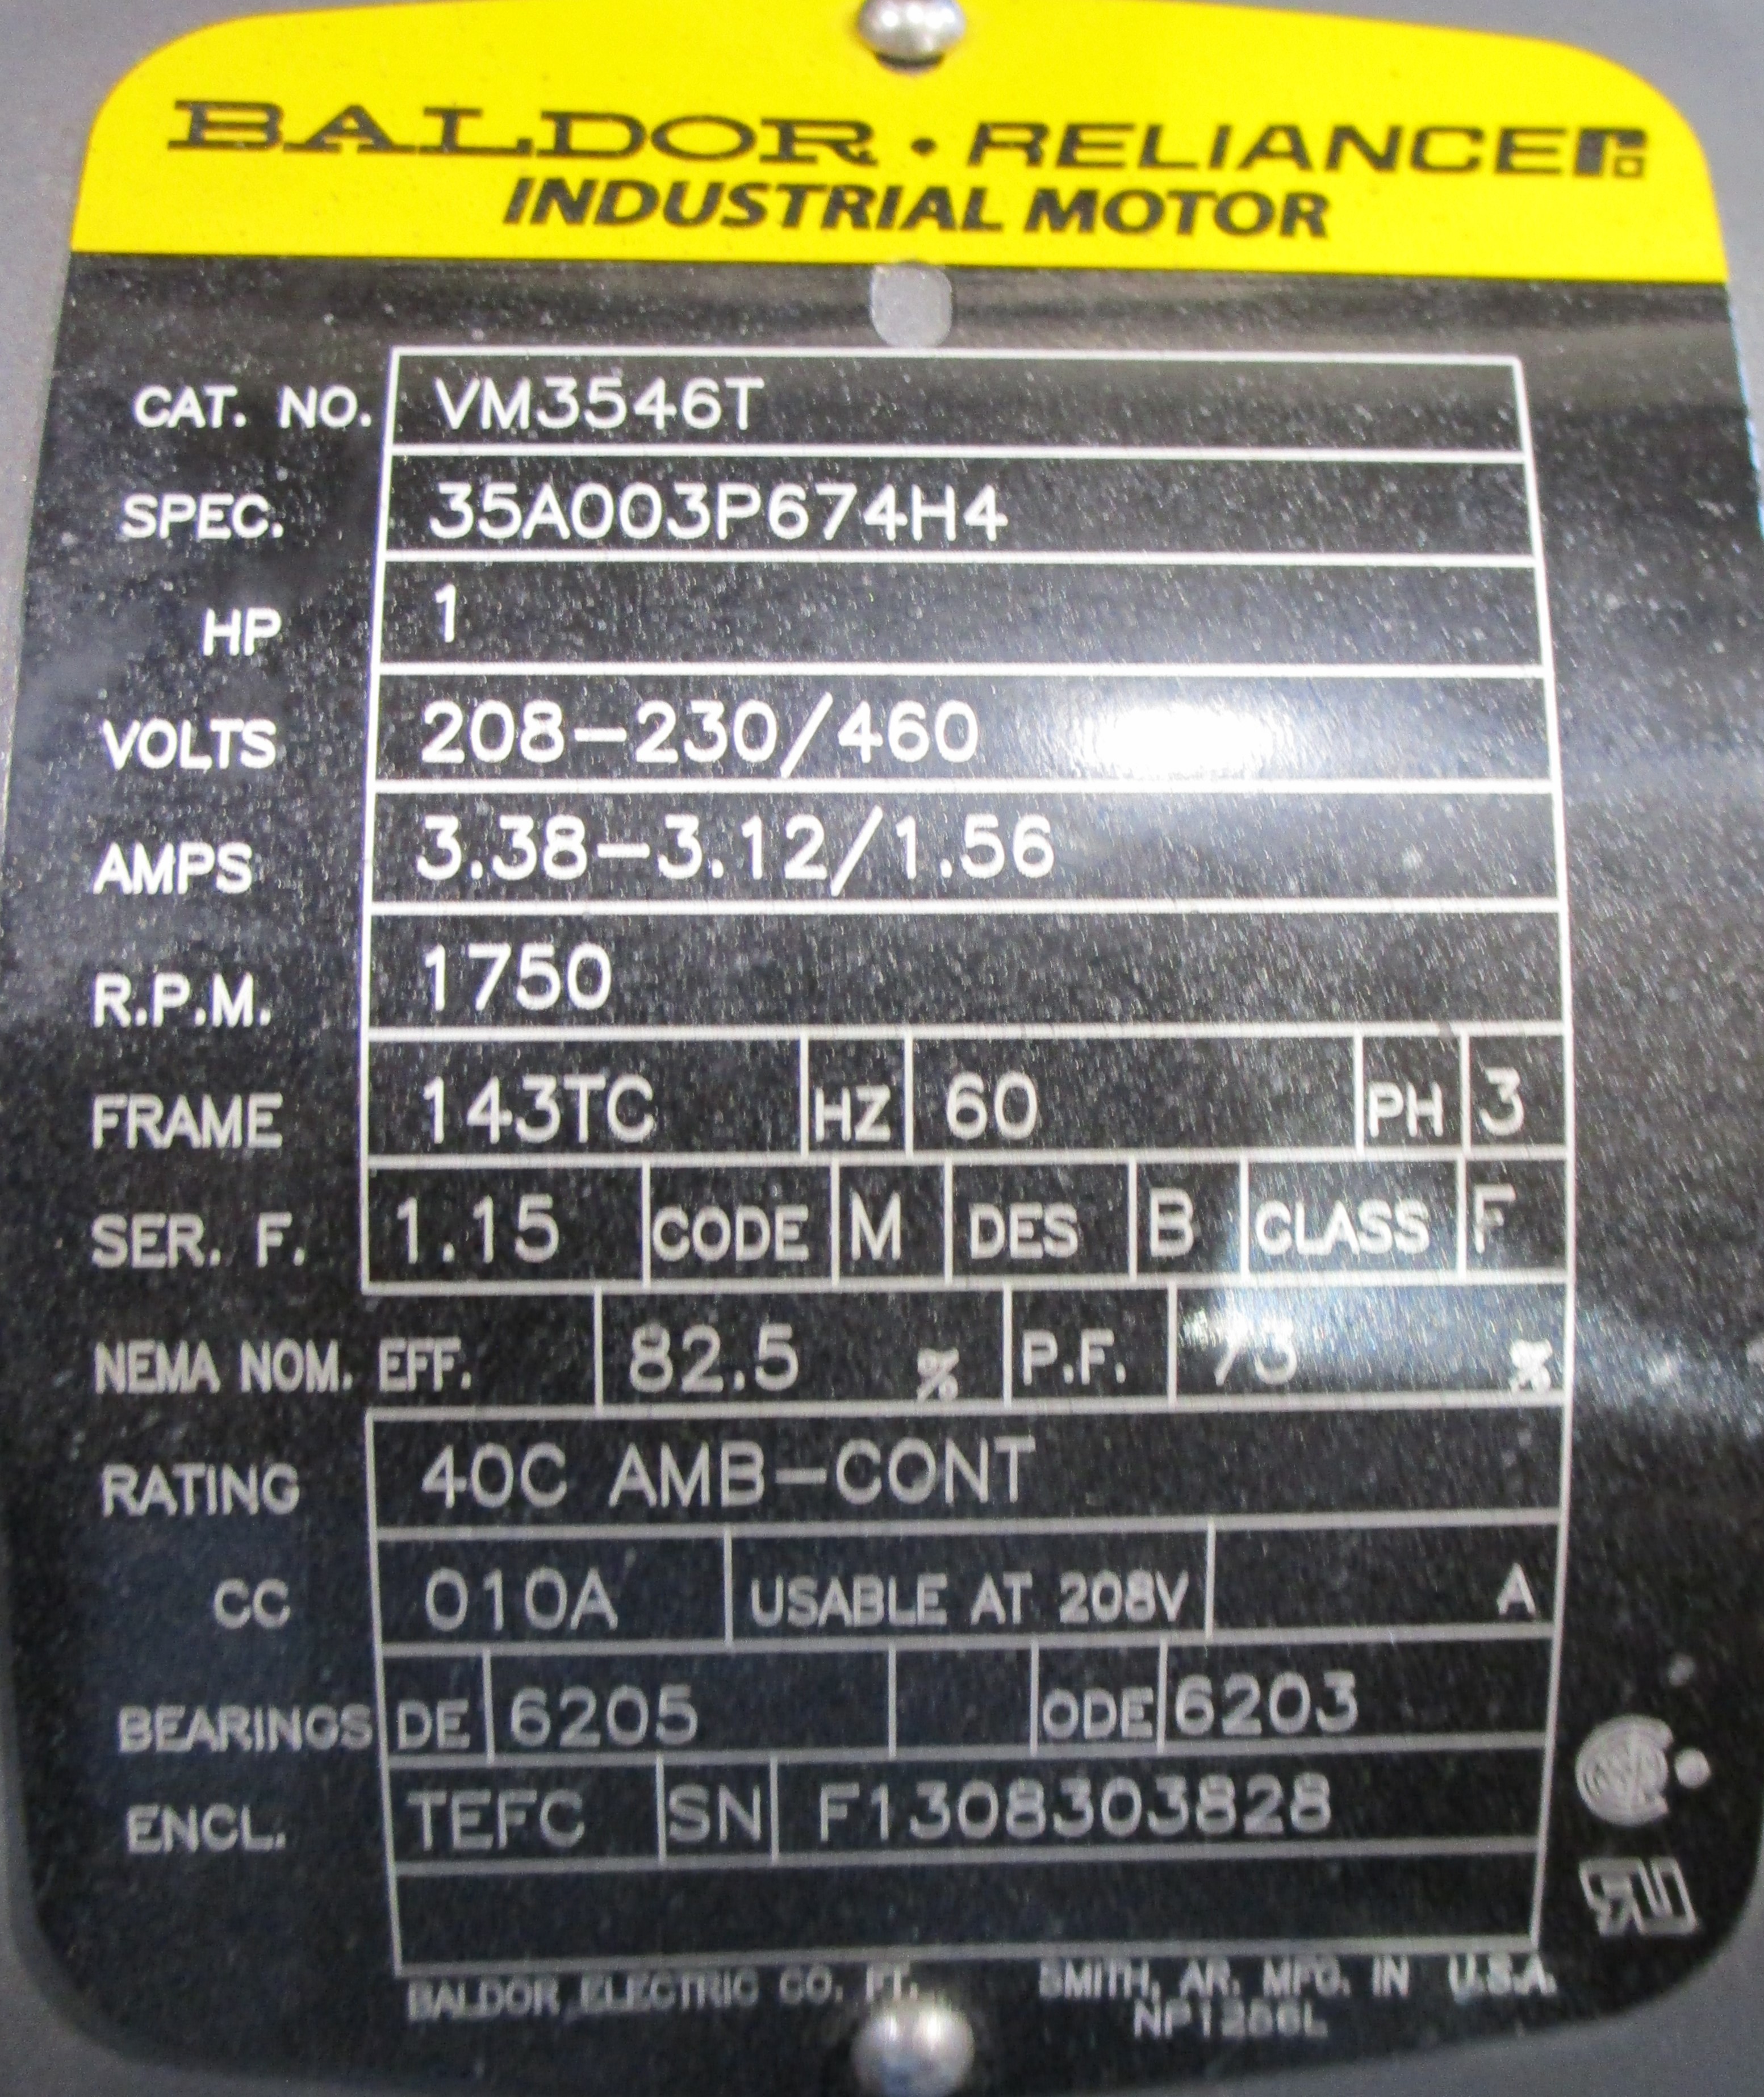 BALDOR • RELIANCE
INDUSTRIAL MOTOR
CAT. NO. VM3546T
SPEC. 35A003P674H4
HP 1
VOLTS 208-230/460
AMPS 3.38-3.12/1.56
R.P.M. 1750
FRAME 143TC HZ 60 PH 3
SER. F. 1.15 CODE M DES B CLASS F
NEMA NOM. EFF. 82.5 % P.F. %
RATING 40C AMB-CONT
CC 010A USABLE AT 208V A
BEARINGS DE 6205 ODE 6203
ENCL. TEFC SN F1308303828
BALDOR ELECTRIC CO. FT. SMITH, AR. MFG. IN U.S.A.
NP1256L